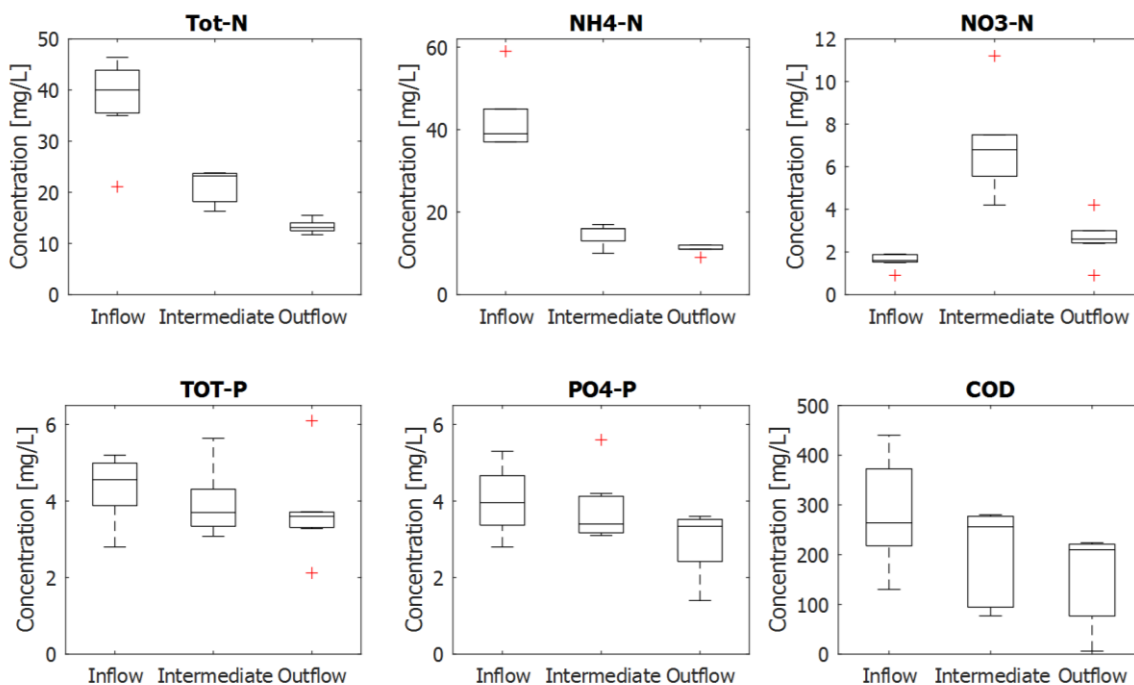 Tot-N
NH4-N
NO3-N
Concentration [mg/L]
50
40
30
20
10
0
Inflow Intermediate Outflow
Concentration [mg/L]
60
40
20
0
Inflow Intermediate Outflow
Concentration [mg/L]
12
10
8
6
4
2
0
Inflow Intermediate Outflow
TOT-P
PO4-P
COD
Concentration [mg/L]
6
4
2
0
Inflow Intermediate Outflow
Concentration [mg/L]
6
4
2
0
Inflow Intermediate Outflow
Concentration [mg/L]
500
400
300
200
100
0
Inflow Intermediate Outflow